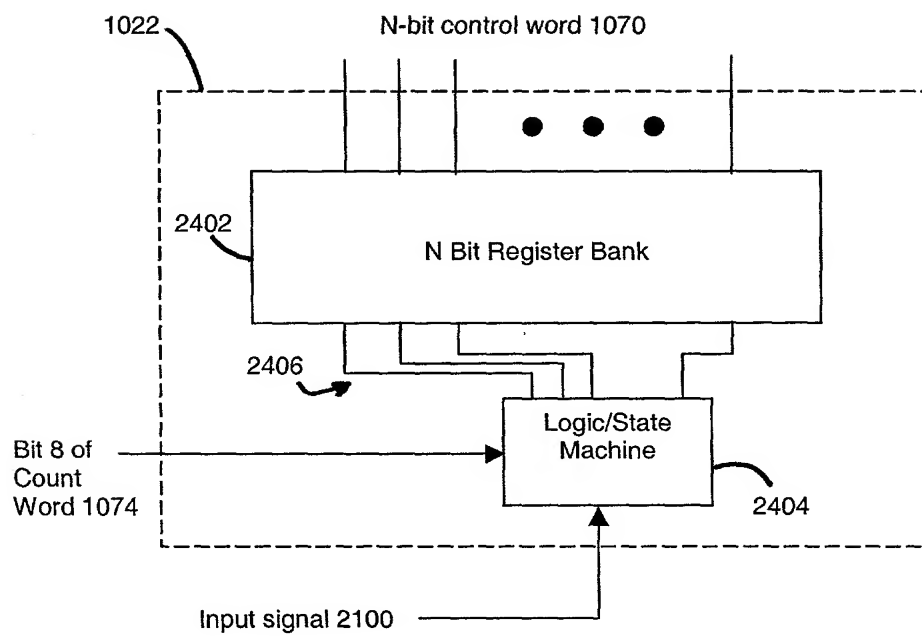 1022
N-bit control word 1070
2402
N Bit Register Bank
2406
Logic/State
Machine
Bit 8 of
Count
Word 1074
2404
Input signal 2100